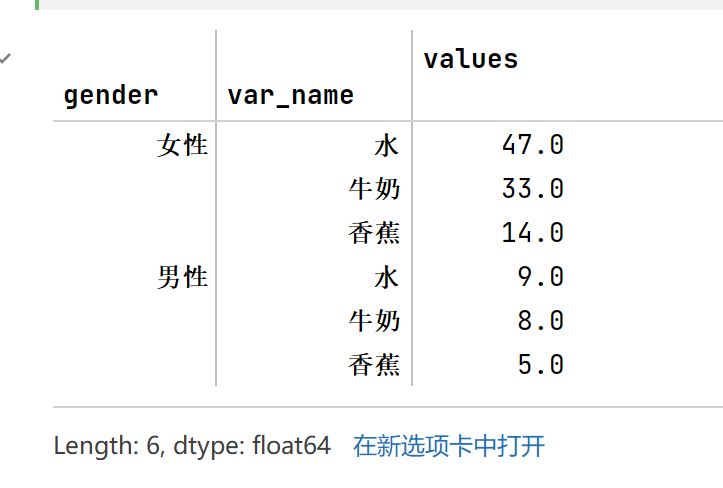 values
gender var_name
女性 水 47.0
牛奶 33.0
香蕉 14.0
男性 水 9.0
牛奶 8.0
香蕉 5.0
Length: 6, dtype: float64 在新选项卡中打开